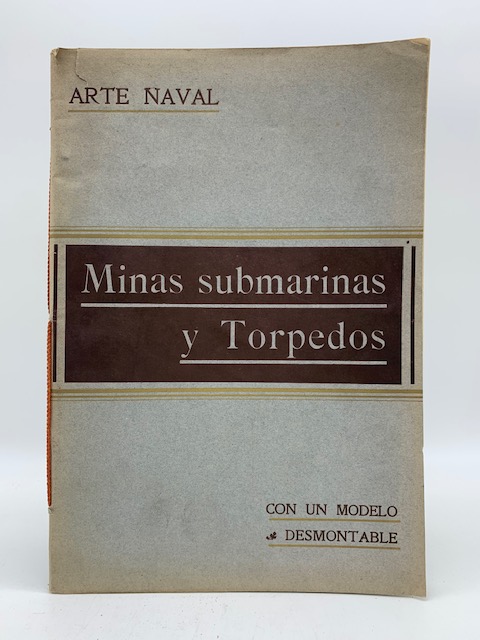 ARTE NAVAL
Minas submarinas
y Torpedos
CON UN MODELO
DESMONTABLE